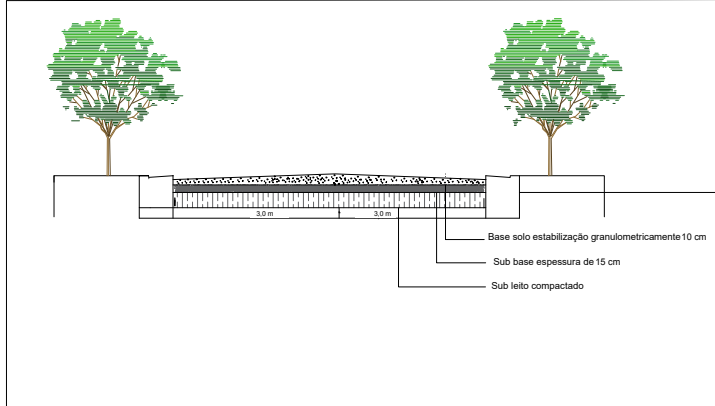 3,0 m 3,0 m
Base solo estabilização granulometricamente 10 cm
Sub base espessura de 15 cm
Sub leito compactado